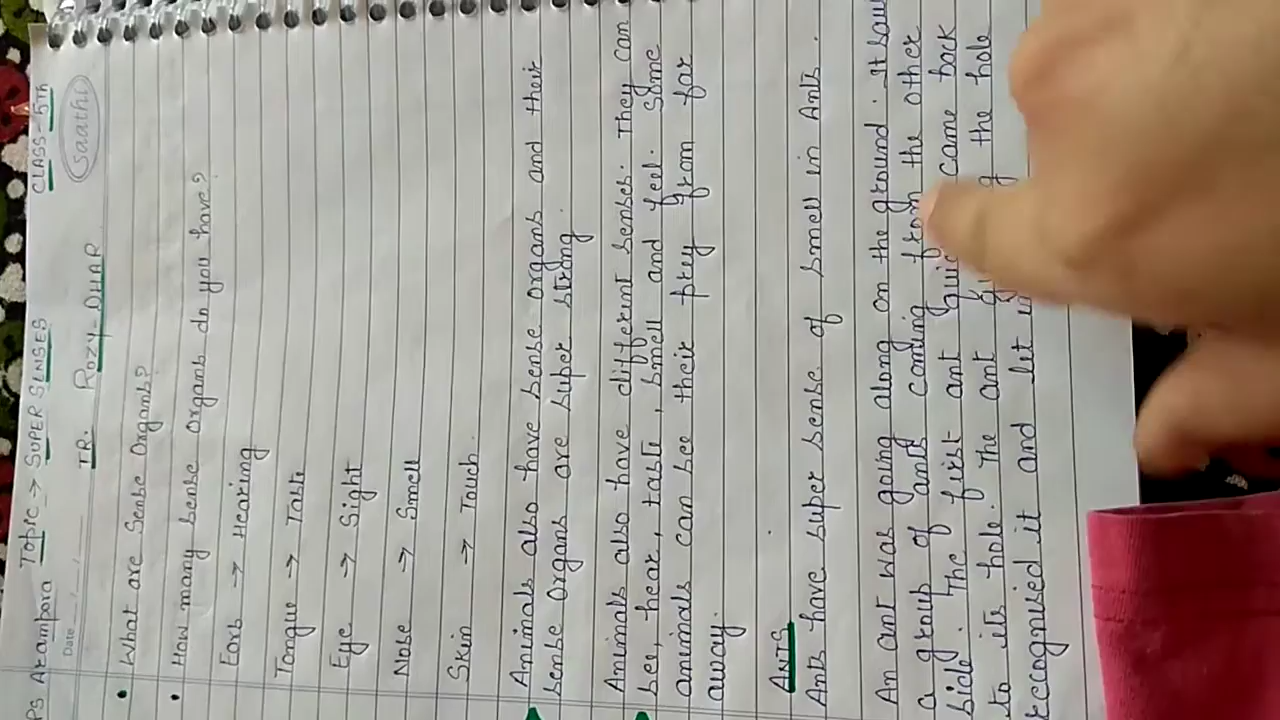 PS Arampora Topic → SUPER SENSES CLASS - 5TH
Date TR. ROZY-DHAR Saathi
• What are Sense Organs?
• How many Sense Organs do you have?
Ears → Hearing
Tongue → Taste
Eye → Sight
Nose → Smell
Skin → Touch.
Animals also have Sense organs and their
Sense Organs are super strong.
Animals also have different senses. They can
See, hear, taste, smell and feel. Some
animals can see their prey from far
away.
ANTS
Ants have super sense of smell in Ants.
An ant was going along on the ground. It saw
a group of ants coming from the other
side. The first ant came back
to its hole. The ant the hole
recognised it and let